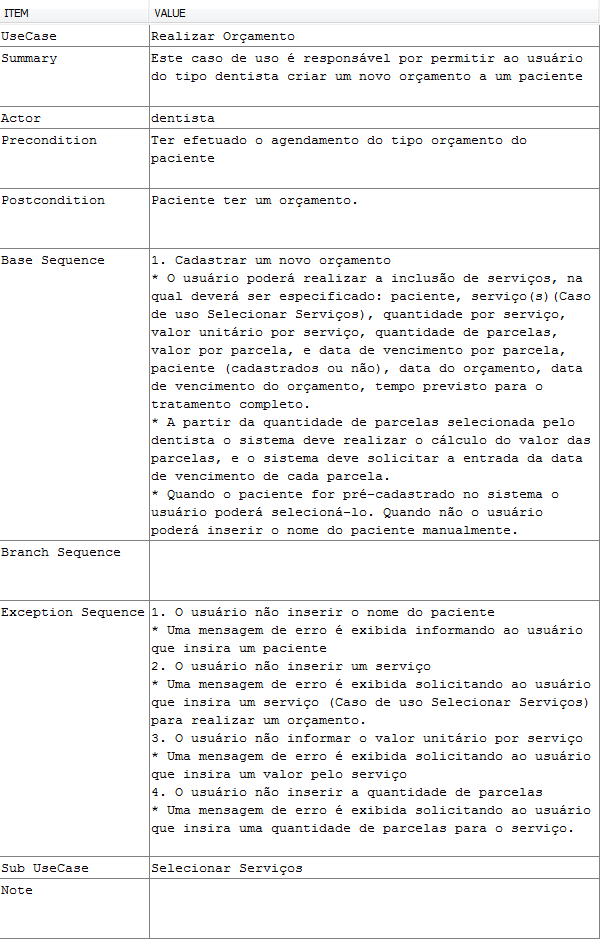 ITEM VALUE
UseCase Realizar Orçamento
Summary Este caso de uso é responsável por permitir ao usuário
do tipo dentista criar um novo orçamento a um paciente
Actor dentista
Precondition Ter efetuado o agendamento do tipo orçamento do
paciente
Postcondition Paciente ter um orçamento.
Base Sequence 1. Cadastrar um novo orçamento
* O usuário poderá realizar a inclusão de serviços, na
qual deverá ser especificado: paciente, serviço(s)(Caso
de uso Selecionar Serviços), quantidade por serviço,
valor unitário por serviço, quantidade de parcelas,
valor por parcela, e data de vencimento por parcela,
paciente (cadastrados ou não), data do orçamento, data
de vencimento do orçamento, tempo previsto para o
tratamento completo.
* A partir da quantidade de parcelas selecionada pelo
dentista o sistema deve realizar o cálculo do valor das
parcelas, e o sistema deve solicitar a entrada da data
de vencimento de cada parcela.
* Quando o paciente for pré-cadastrado no sistema o
usuário poderá selecioná-lo. Quando não o usuário
poderá inserir o nome do paciente manualmente.
Branch Sequence
Exception Sequence 1. O usuário não inserir o nome do paciente
* Uma mensagem de erro é exibida informando ao usuário
que insira um paciente
2. O usuário não inserir um serviço
* Uma mensagem de erro é exibida solicitando ao usuário
que insira um serviço (Caso de uso Selecionar Serviços)
para realizar um orçamento.
3. O usuário não informar o valor unitário por serviço
* Uma mensagem de erro é exibida solicitando ao usuário
que insira um valor pelo serviço
4. O usuário não inserir a quantidade de parcelas
* Uma mensagem de erro é exibida solicitando ao usuário
que insira uma quantidade de parcelas para o serviço.
Sub UseCase Selecionar Serviços
Note